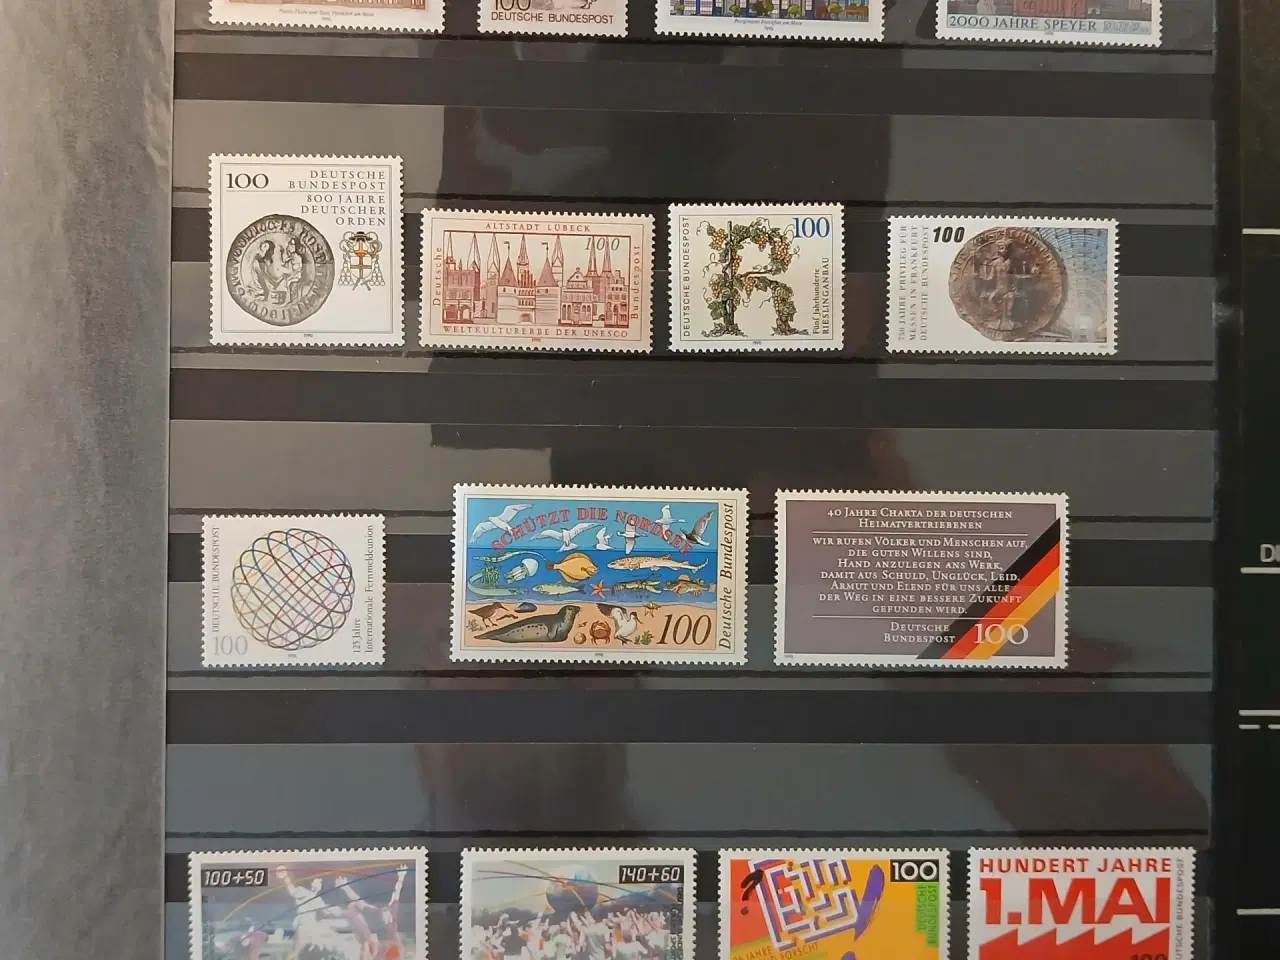 100
DEUTSCHE BUNDESPOST
2000 JAHRE SPEYER
100
DEUTSCHE
BUNDESPOST
800 JAHRE
DEUTSCHER
ORDEN
ALTSTADT LÜBECK
100
Deutsche
Bundespost
WELTKULTURERBE DER UNESCO
1990
DEUTSCHE BUNDESPOST
100
Fünf Jahrhunderte
RIESLINGANBAU
1990
100
750 JAHRE PRIVILEG FÜR
MESSEN IN FRANKFURT
DEUTSCHE BUNDESPOST
DEUTSCHE BUNDESPOST
100
125 Jahre
Internationale Fernmeldeunion
SCHÜTZT DIE NORDSEE
100
Deutsche Bundespost
40 JAHRE CHARTA DER DEUTSCHEN
HEIMATVERTRIEBENEN
WIR RUFEN VÖLKER UND MENSCHEN AUF,
DIE GUTEN WILLENS SIND,
HAND ANZULEGEN ANS WERK,
DAMIT AUS SCHULD, UNGLÜCK, LEID,
ARMUT UND ELEND FÜR UNS ALLE
DER WEG IN EINE BESSERE ZUKUNFT
GEFUNDEN WIRD.
DEUTSCHE
BUNDESPOST
100
100+50
140+60
100
DEUTSCHE
BUNDESPOST
HUNDERT JAHRE
1.MAI
DEUTSCHE BUNDESPOST
100